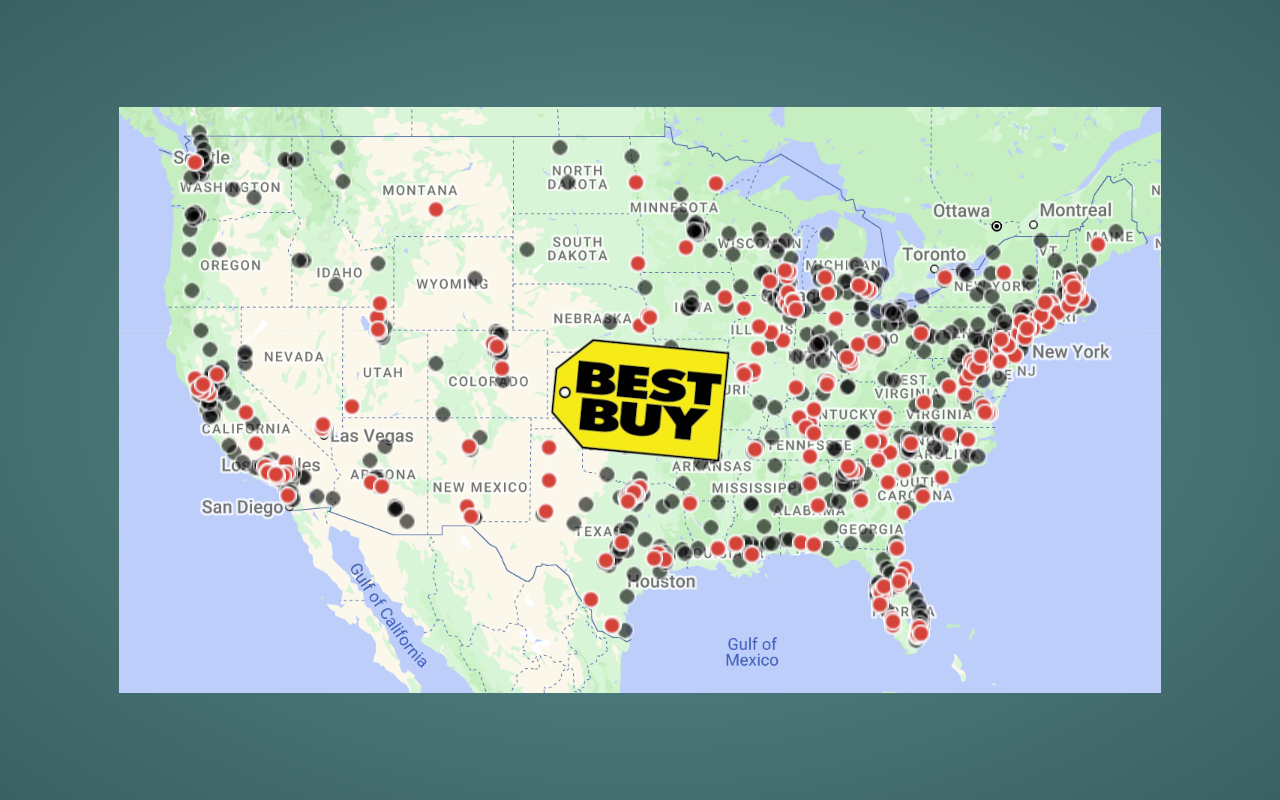 Ottawa
Montreal
Seattle
WASHINGTON
MONTANA
NORTH
DAKOTA
MINNESOTA
MAINE
VT
WISCONSIN
MICHIGAN
Toronto
OREGON
IDAHO
SOUTH
DAKOTA
WYOMING
NEW YORK
IOWA
NEBRASKA
ILLINOIS
New York
NEVADA
UTAH
COLORADO
BEST
BUY
DE
NJ
WEST
VIRGINIA
VIRGINIA
CALIFORNIA
Las Vegas
TENNESSEE
Los Angeles
ARIZONA
NEW MEXICO
ARKANSAS
MISSISSIPPI
SOUTH
CAROLINA
San Diego
ALABAMA
TEXAS
GEORGIA
Houston
Gulf of California
FLORIDA
Gulf of
Mexico